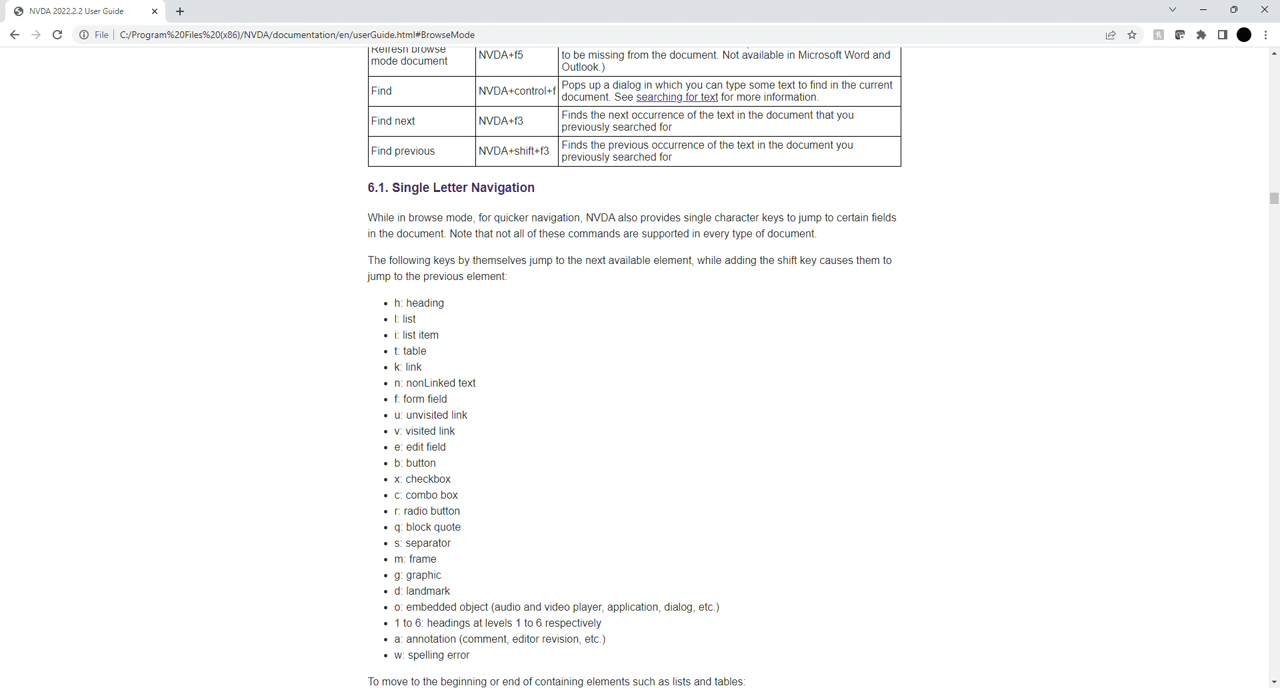 NVDA 2022.2.2 User Guide
File | C:/Program%20Files%20(x86)/NVDA/documentation/en/userGuide.html#BrowseMode
Refresh browse
mode document
NVDA+f5
to be missing from the document. Not available in Microsoft Word and
Outlook.)
Find
NVDA+control+f
Pops up a dialog in which you can type some text to find in the current
document. See searching for text for more information.
Find next
NVDA+f3
Finds the next occurrence of the text in the document that you
previously searched for
Find previous
NVDA+shift+f3
Finds the previous occurrence of the text in the document you
previously searched for
6.1. Single Letter Navigation
While in browse mode, for quicker navigation, NVDA also provides single character keys to jump to certain fields
in the document. Note that not all of these commands are supported in every type of document.
The following keys by themselves jump to the next available element, while adding the shift key causes them to
jump to the previous element:
• h: heading
• l: list
• i: list item
• t: table
• k: link
• n: nonLinked text
• f: form field
• u: unvisited link
• v: visited link
• e: edit field
• b: button
• x: checkbox
• c: combo box
• r: radio button
• q: block quote
• s: separator
• m: frame
• g: graphic
• d: landmark
• o: embedded object (audio and video player, application, dialog, etc.)
• 1 to 6: headings at levels 1 to 6 respectively
• a: annotation (comment, editor revision, etc.)
• w: spelling error
To move to the beginning or end of containing elements such as lists and tables: